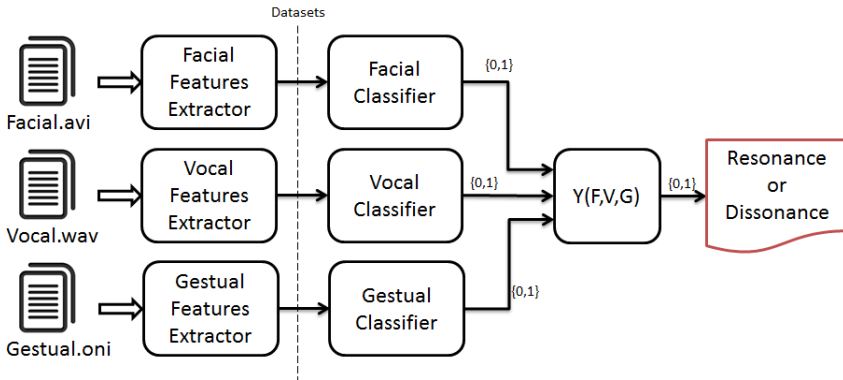 Datasets
Facial
Features
Extractor
Facial
Classifier
{0,1}
Facial.avi
Vocal
Features
Extractor
Vocal
Classifier
{0,1}
Y(F,V,G)
{0,1}
Resonance
or
Dissonance
Vocal.wav
Gestual
Features
Extractor
Gestual
Classifier
{0,1}
Gestual.oni